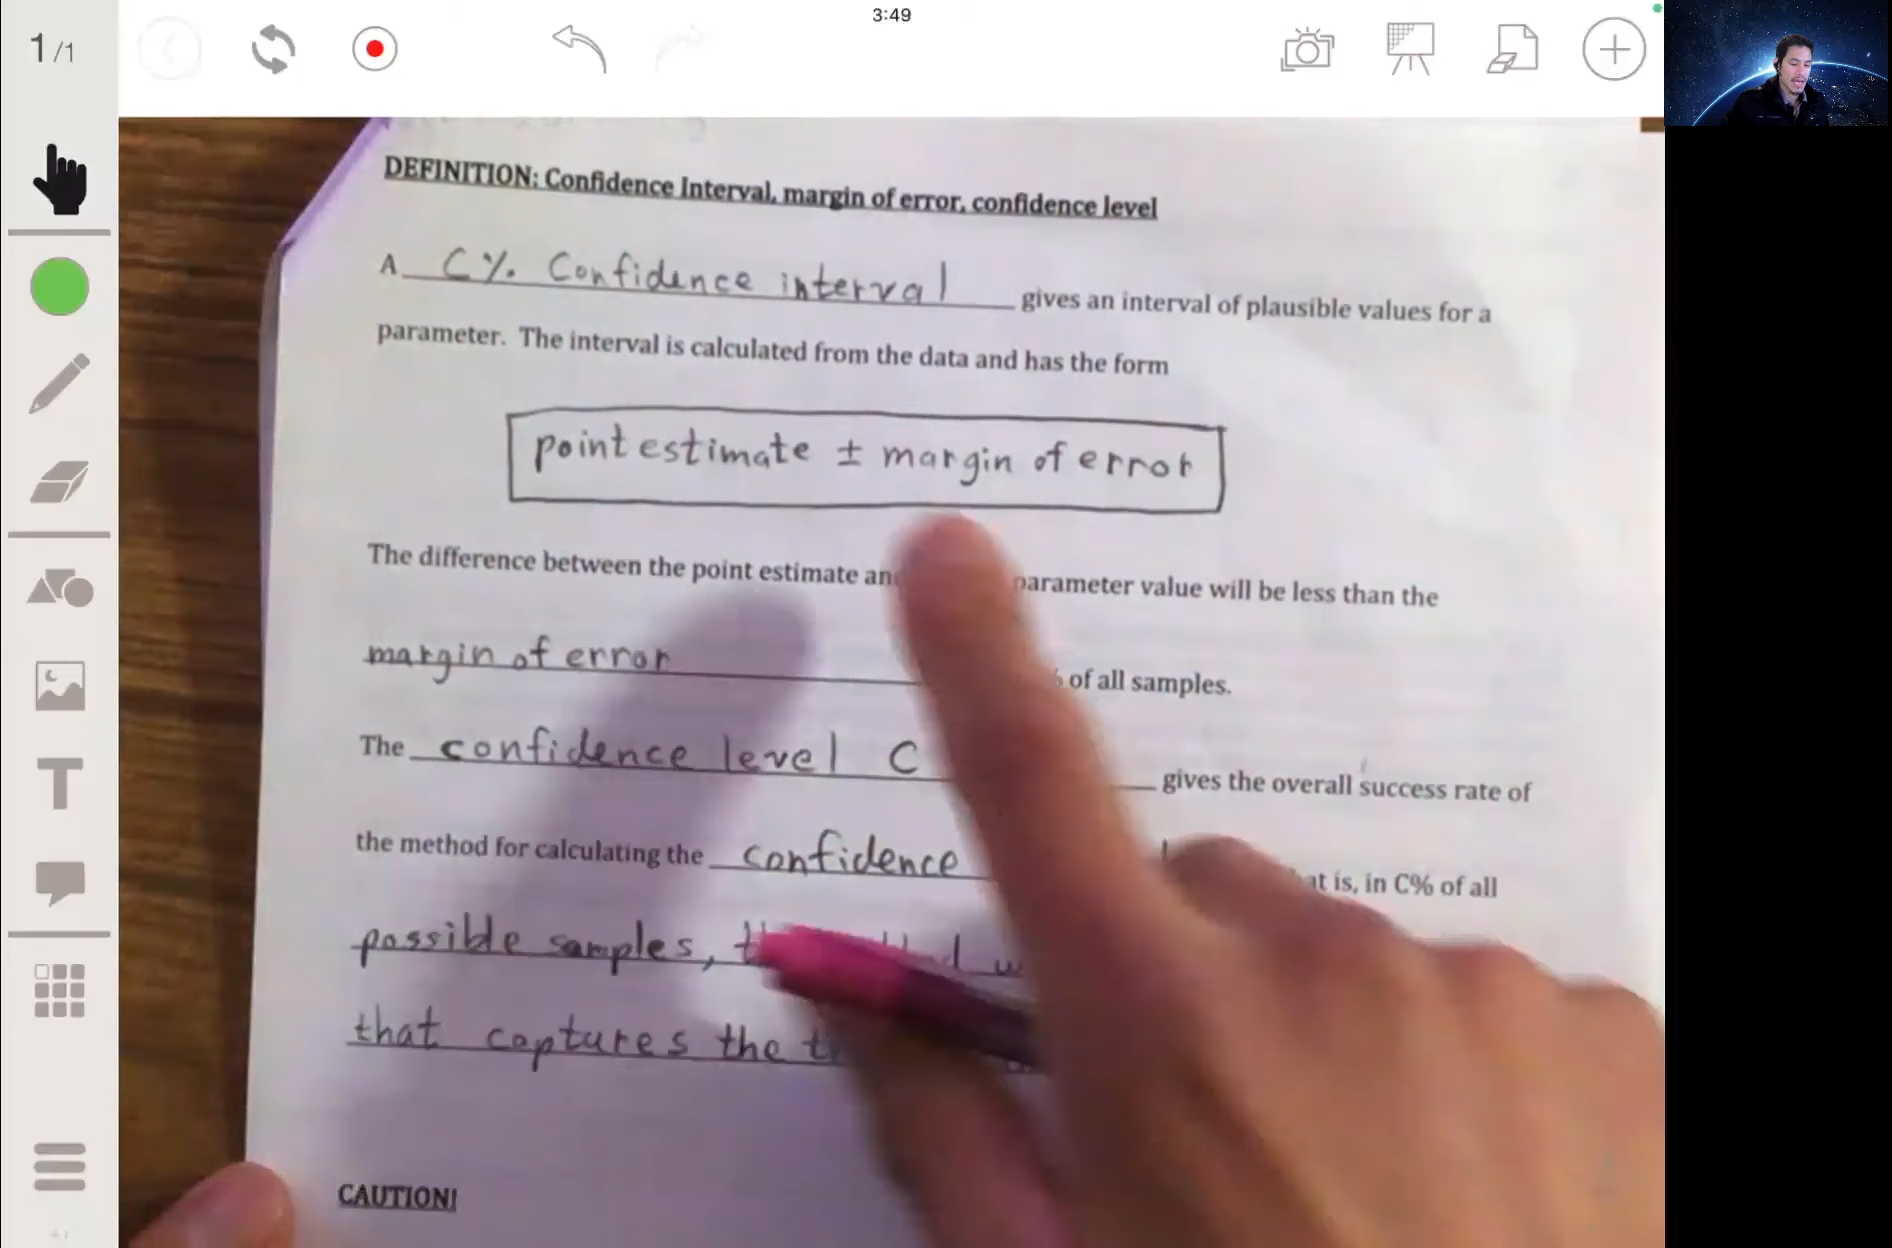 3:49
1/1
DEFINITION: Confidence Interval, margin of error, confidence level
A C% Confidence interval gives an interval of plausible values for a
parameter. The interval is calculated from the data and has the form
point estimate ± margin of error
The difference between the point estimate parameter value will be less than the
margin of error of all samples.
The confidence level C gives the overall success rate of
the method for calculating the confidence is, in C% of all
possible samples,
that captures the
CAUTION!
T